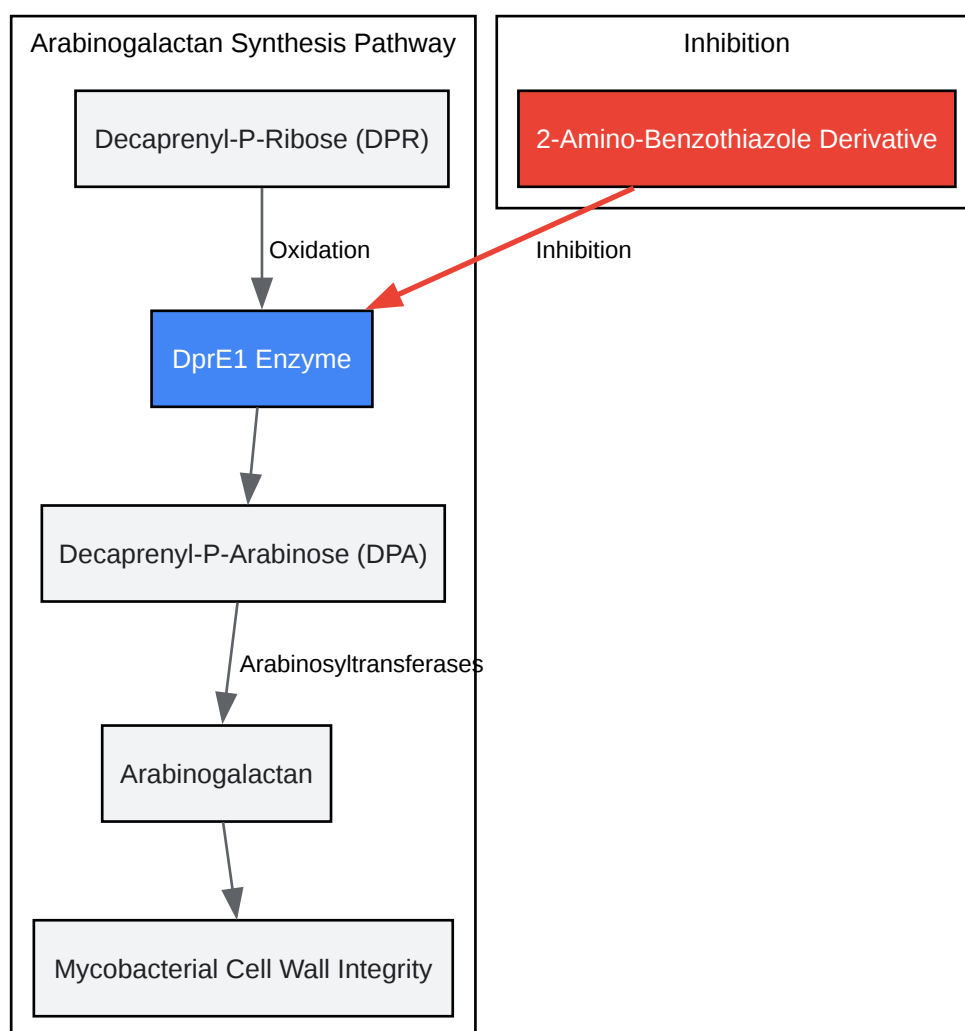 Arabinogalactan Synthesis Pathway
Inhibition
Decaprenyl-P-Ribose (DPR)
2-Amino-Benzothiazole Derivative
Oxidation
Inhibition
DprE1 Enzyme
Decaprenyl-P-Arabinose (DPA)
Arabinosyltransferases
Arabinogalactan
Mycobacterial Cell Wall Integrity